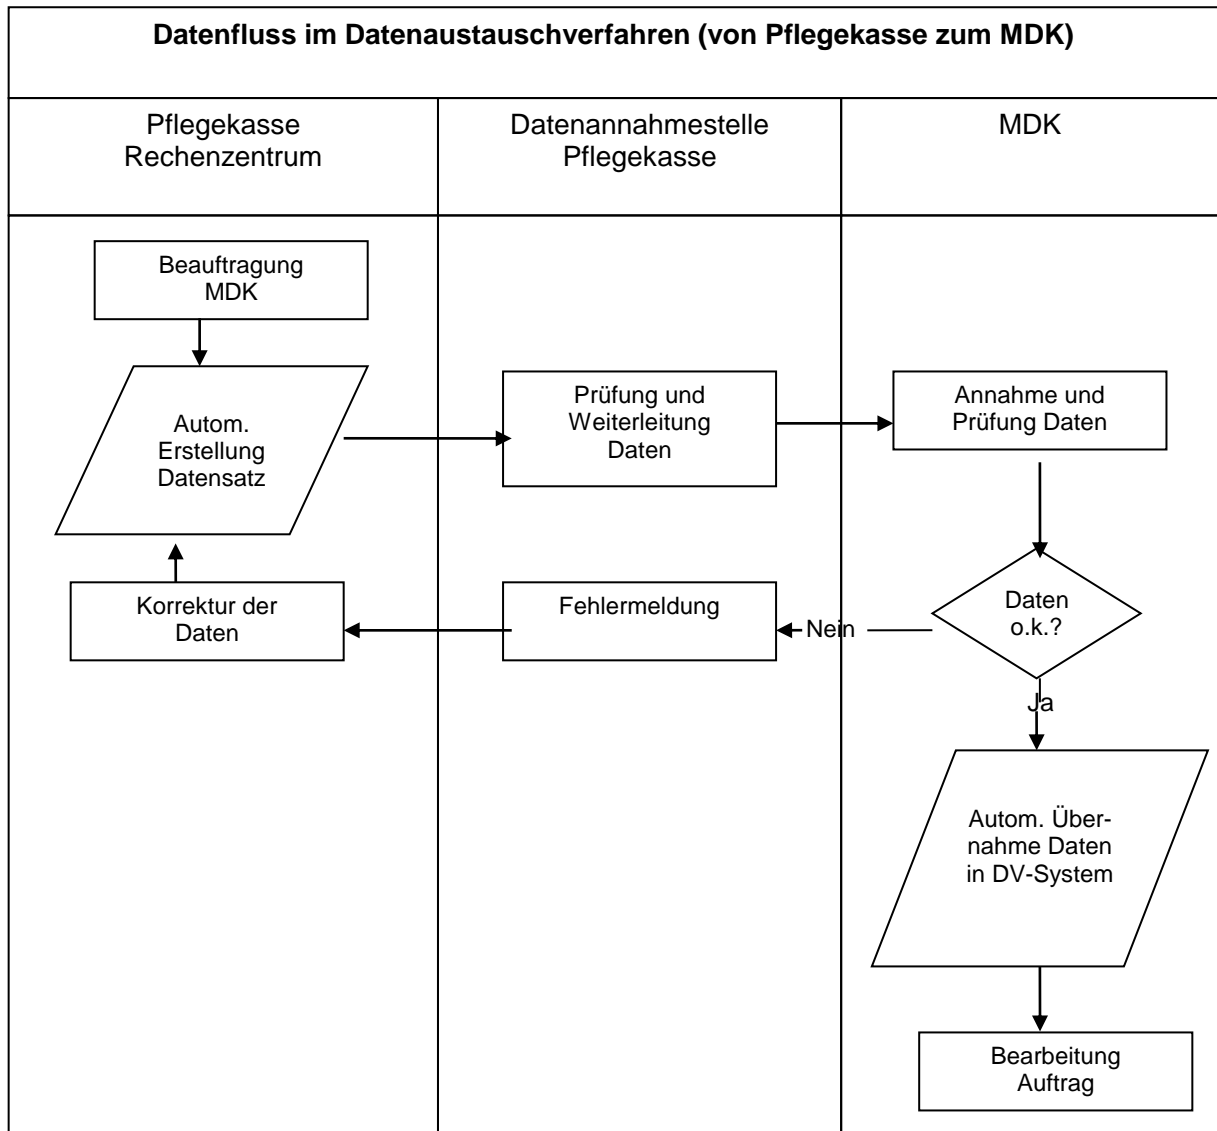 Datenfluss im Datenaustauschverfahren (von Pflegekasse zum MDK)
Pflegekasse
Rechenzentrum
Datenannahmestelle
Pflegekasse
MDK
Beauftragung
MDK
Autom.
Erstellung
Datensatz
Prüfung und
Weiterleitung
Daten
Annahme und
Prüfung Daten
Korrektur der
Daten
Fehlermeldung
Nein
Daten
o.k.?
Ja
Autom. Über-
nahme Daten
in DV-System
Bearbeitung
Auftrag